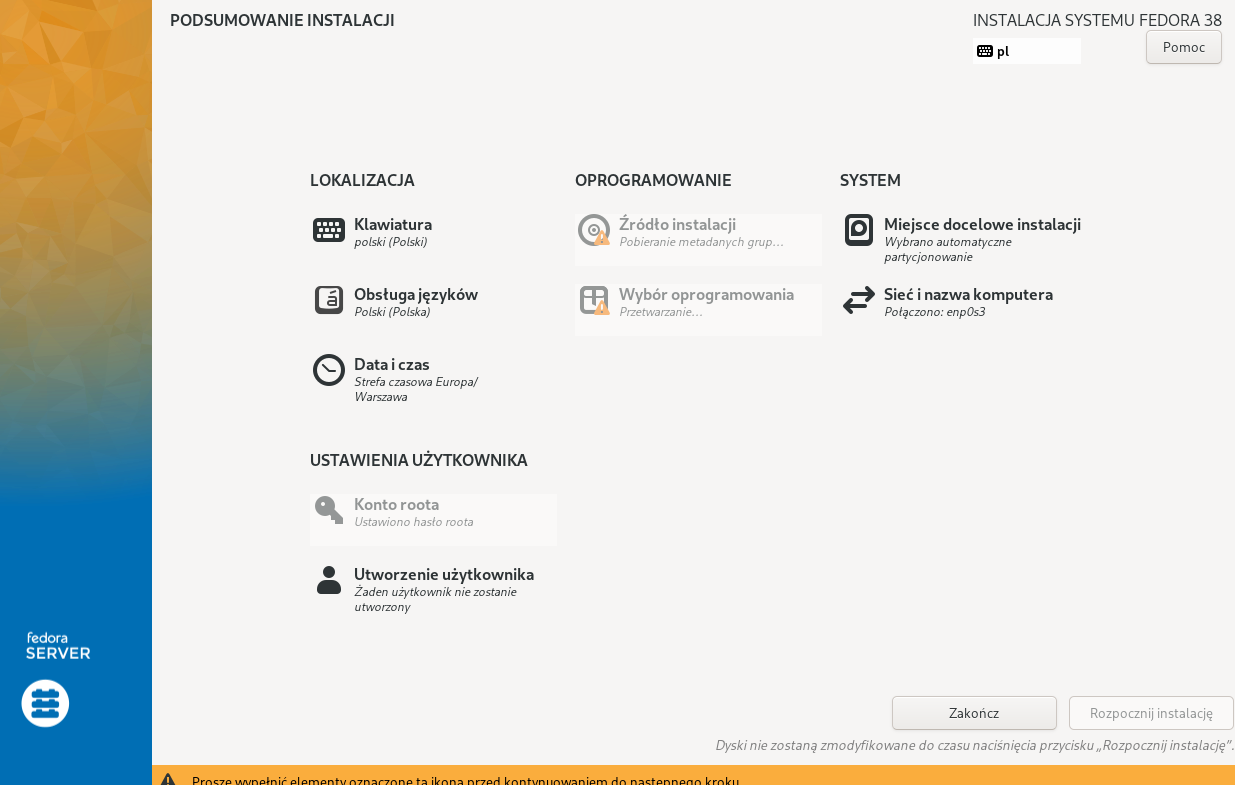 PODSUMOWANIE INSTALACJI
INSTALACJA SYSTEMU FEDORA 38
pl
Pomoc
LOKALIZACJA
Klawiatura
polski (Polski)
á
Obsługa języków
Polski (Polska)
Data i czas
Strefa czasowa Europa/
Warszawa
OPROGRAMOWANIE
Źródło instalacji
Pobieranie metadanych grup…
Wybór oprogramowania
Przetwarzanie…
SYSTEM
Miejsce docelowe instalacji
Wybrano automatyczne
partycjonowanie
Sieć i nazwa komputera
Połączono: enp0s3
USTAWIENIA UŻYTKOWNIKA
Konto roota
Ustawiono hasło roota
Utworzenie użytkownika
Żaden użytkownik nie zostanie
utworzony
fedora
SERVER
Zakończ
Rozpocznij instalację
Dyski nie zostaną zmodyfikowane do czasu naciśnięcia przycisku „Rozpocznij instalację”.
Proszę wypełnić elementy oznaczone tą ikoną przed kontynuowaniem do następnego kroku.